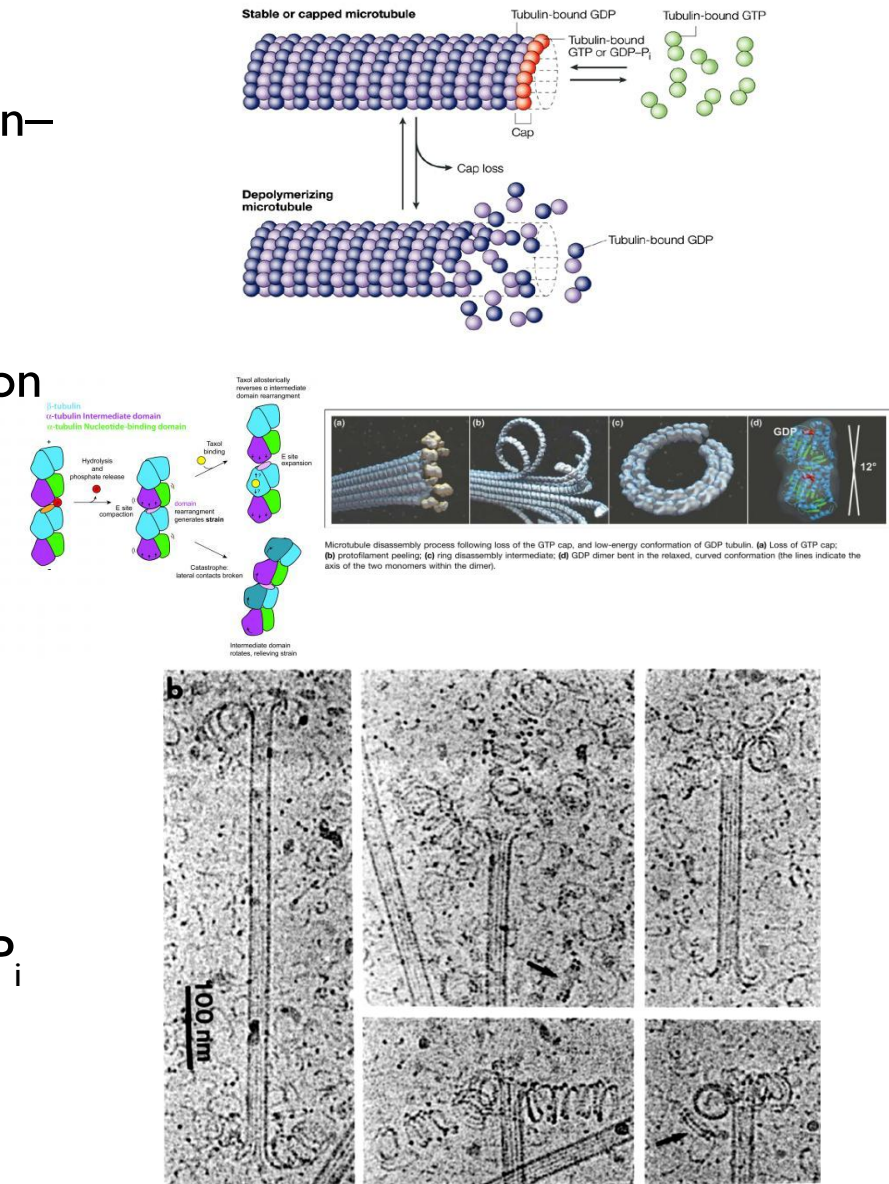 Stable or capped microtubule
Tubulin-bound GDP
Tubulin-bound GTP
Tubulin-bound
GTP or GDP–Pi
n–
Cap
Cap loss
Depolymerizing
microtubule
Tubulin-bound GDP
on
β-tubulin
α-tubulin Intermediate domain
α-tubulin Nucleotide-binding domain
+
Hydrolysis
and
phosphate release
E site
compaction
-
domain
rearrangment
generates strain
Taxol
binding
Taxol allosterically
reverses α intermediate
domain rearrangment
E site
expansion
Catastrophe:
lateral contacts broken
Intermediate domain
rotates, relieving strain
(a)
(b)
(c)
(d)
GDP
12°
Microtubule disassembly process following loss of the GTP cap, and low-energy conformation of GDP tubulin. (a) Loss of GTP cap;
(b) protofilament peeling; (c) ring disassembly intermediate; (d) GDP dimer bent in the relaxed, curved conformation (the lines indicate the
axis of the two monomers within the dimer).
b
Pi
100 nm